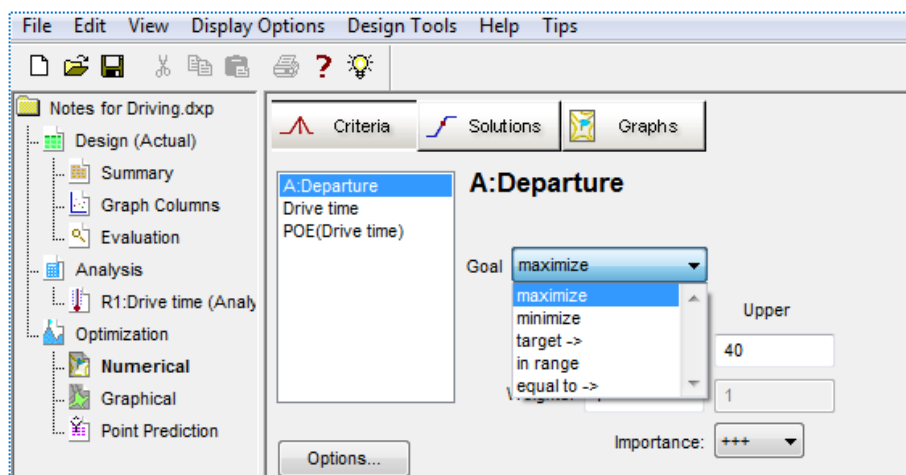 File Edit View Display Options Design Tools Help Tips
Notes for Driving.dxp
Design (Actual)
Summary
Graph Columns
Evaluation
Analysis
R1:Drive time (Analy
Optimization
Numerical
Graphical
Point Prediction
Criteria Solutions Graphs
A:Departure
Drive time
POE(Drive time)
Options...
A:Departure
Goal maximize
maximize
minimize
target ->
in range
equal to ->
Upper
40
1
Importance: +++